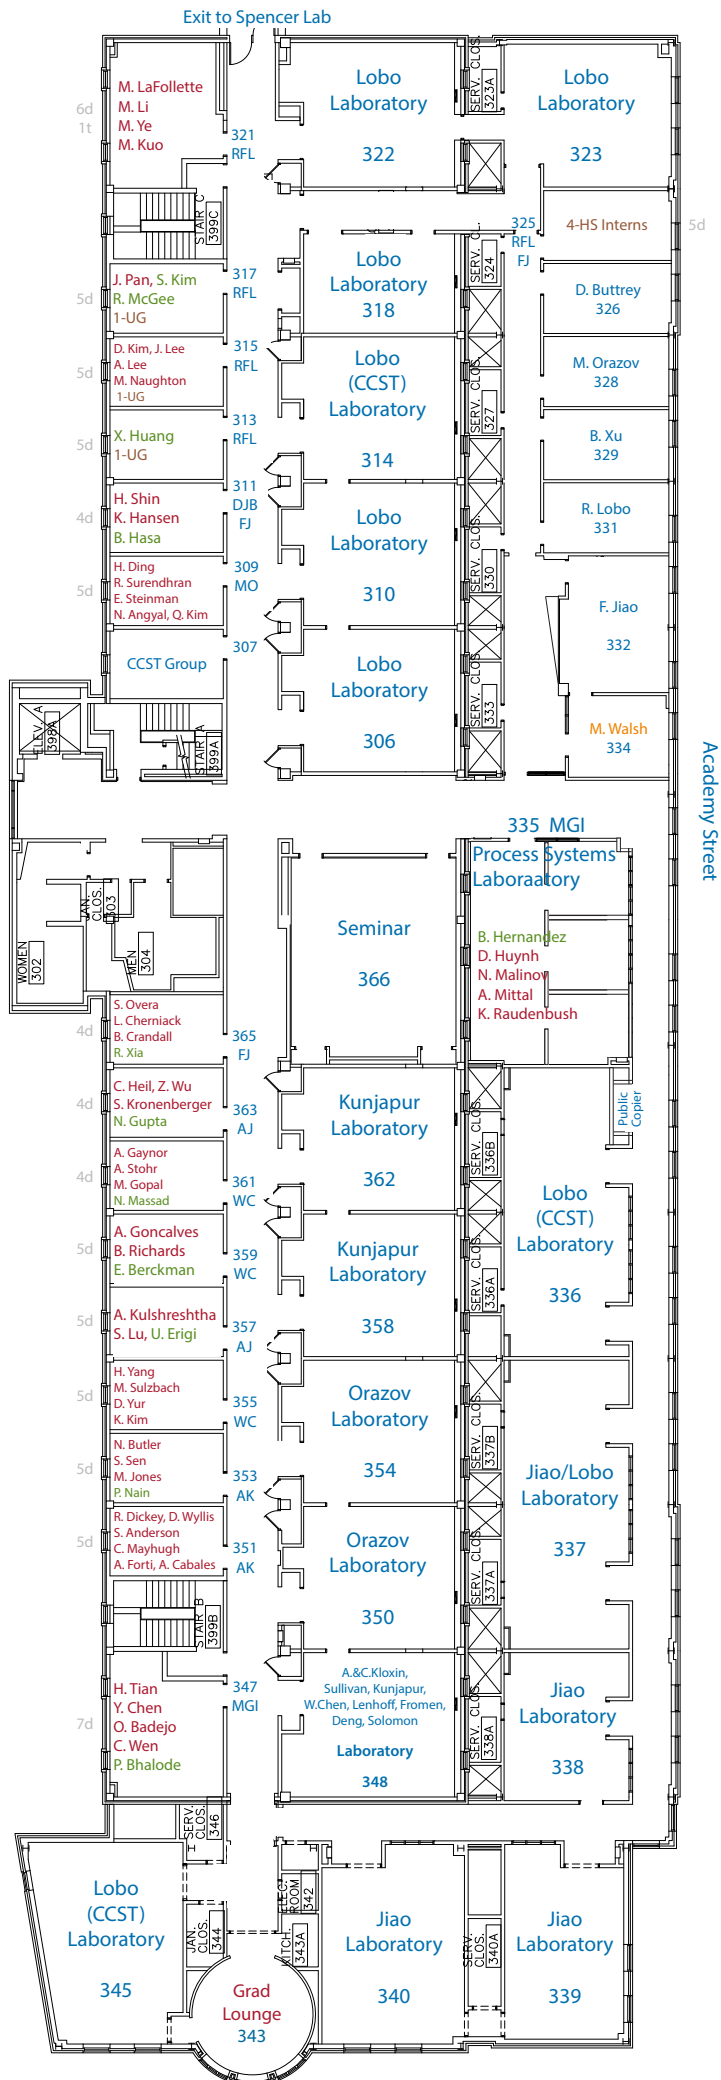 Exit to Spencer Lab
6d
1t
M. LaFollette
M. Li
M. Ye
M. Kuo
321
RFL
Lobo
Laboratory
322
SERV. CLOS.
323A
Lobo
Laboratory
323
STAIR C
399C
325
RFL
FJ
4-HS Interns
5d
5d
J. Pan, S. Kim
R. McGee
1-UG
317
RFL
Lobo
Laboratory
318
SERV. CL.
324
D. Buttrey
326
5d
D. Kim, J. Lee
A. Lee
M. Naughton
1-UG
315
RFL
Lobo
(CCST)
Laboratory
314
SERV. CLOS.
327
M. Orazov
328
5d
X. Huang
1-UG
313
RFL
B. Xu
329
4d
H. Shin
K. Hansen
B. Hasa
311
DJB
FJ
Lobo
Laboratory
310
SERV. CLOS.
330
R. Lobo
331
5d
H. Ding
R. Surendhran
E. Steinman
N. Angyal, Q. Kim
309
MO
F. Jiao
332
CCST Group
307
Lobo
Laboratory
306
SERV. CLOS.
333
ELEV. A
398A
STAIR A
399A
M. Walsh
334
Academy Street
335 MGI
Process Systems
Laboraatory
B. Hernandez
D. Huynh
N. Malinov
A. Mittal
K. Raudenbush
JAN.
CLOS.
303
WOMEN
302
MEN
304
Seminar
366
4d
S. Overa
L. Cherniack
B. Crandall
R. Xia
365
FJ
4d
C. Heil, Z. Wu
S. Kronenberger
N. Gupta
363
AJ
Kunjapur
Laboratory
362
SERV. CLOS.
336B
Public
Copier
4d
A. Gaynor
A. Stohr
M. Gopal
N. Massad
361
WC
Lobo
(CCST)
Laboratory
336
5d
A. Goncalves
B. Richards
E. Berckman
359
WC
Kunjapur
Laboratory
358
SERV. CLOS.
336A
5d
A. Kulshreshtha
S. Lu, U. Erigi
357
AJ
5d
H. Yang
M. Sulzbach
D. Yur
K. Kim
355
WC
Orazov
Laboratory
354
SERV. CLOS.
337B
5d
N. Butler
S. Sen
M. Jones
P. Nain
353
AK
Jiao/Lobo
Laboratory
337
5d
R. Dickey, D. Wyllis
S. Anderson
C. Mayhugh
A. Forti, A. Cabales
351
AK
Orazov
Laboratory
350
SERV. CLOS.
337A
STAIR B
399B
7d
H. Tian
Y. Chen
O. Badejo
C. Wen
P. Bhalode
347
MGI
A.&C.Kloxin,
Sullivan, Kunjapur,
W.Chen, Lenhoff, Fromen,
Deng, Solomon
Laboratory
348
SERV. CLOS.
338A
Jiao
Laboratory
338
SERV.
CLOS.
346
Lobo
(CCST)
Laboratory
345
JAN.
CLOS.
344
ELEC.
ROOM
342
KITCH.
343A
Grad
Lounge
343
Jiao
Laboratory
340
SERV.
CLOS.
340A
Jiao
Laboratory
339